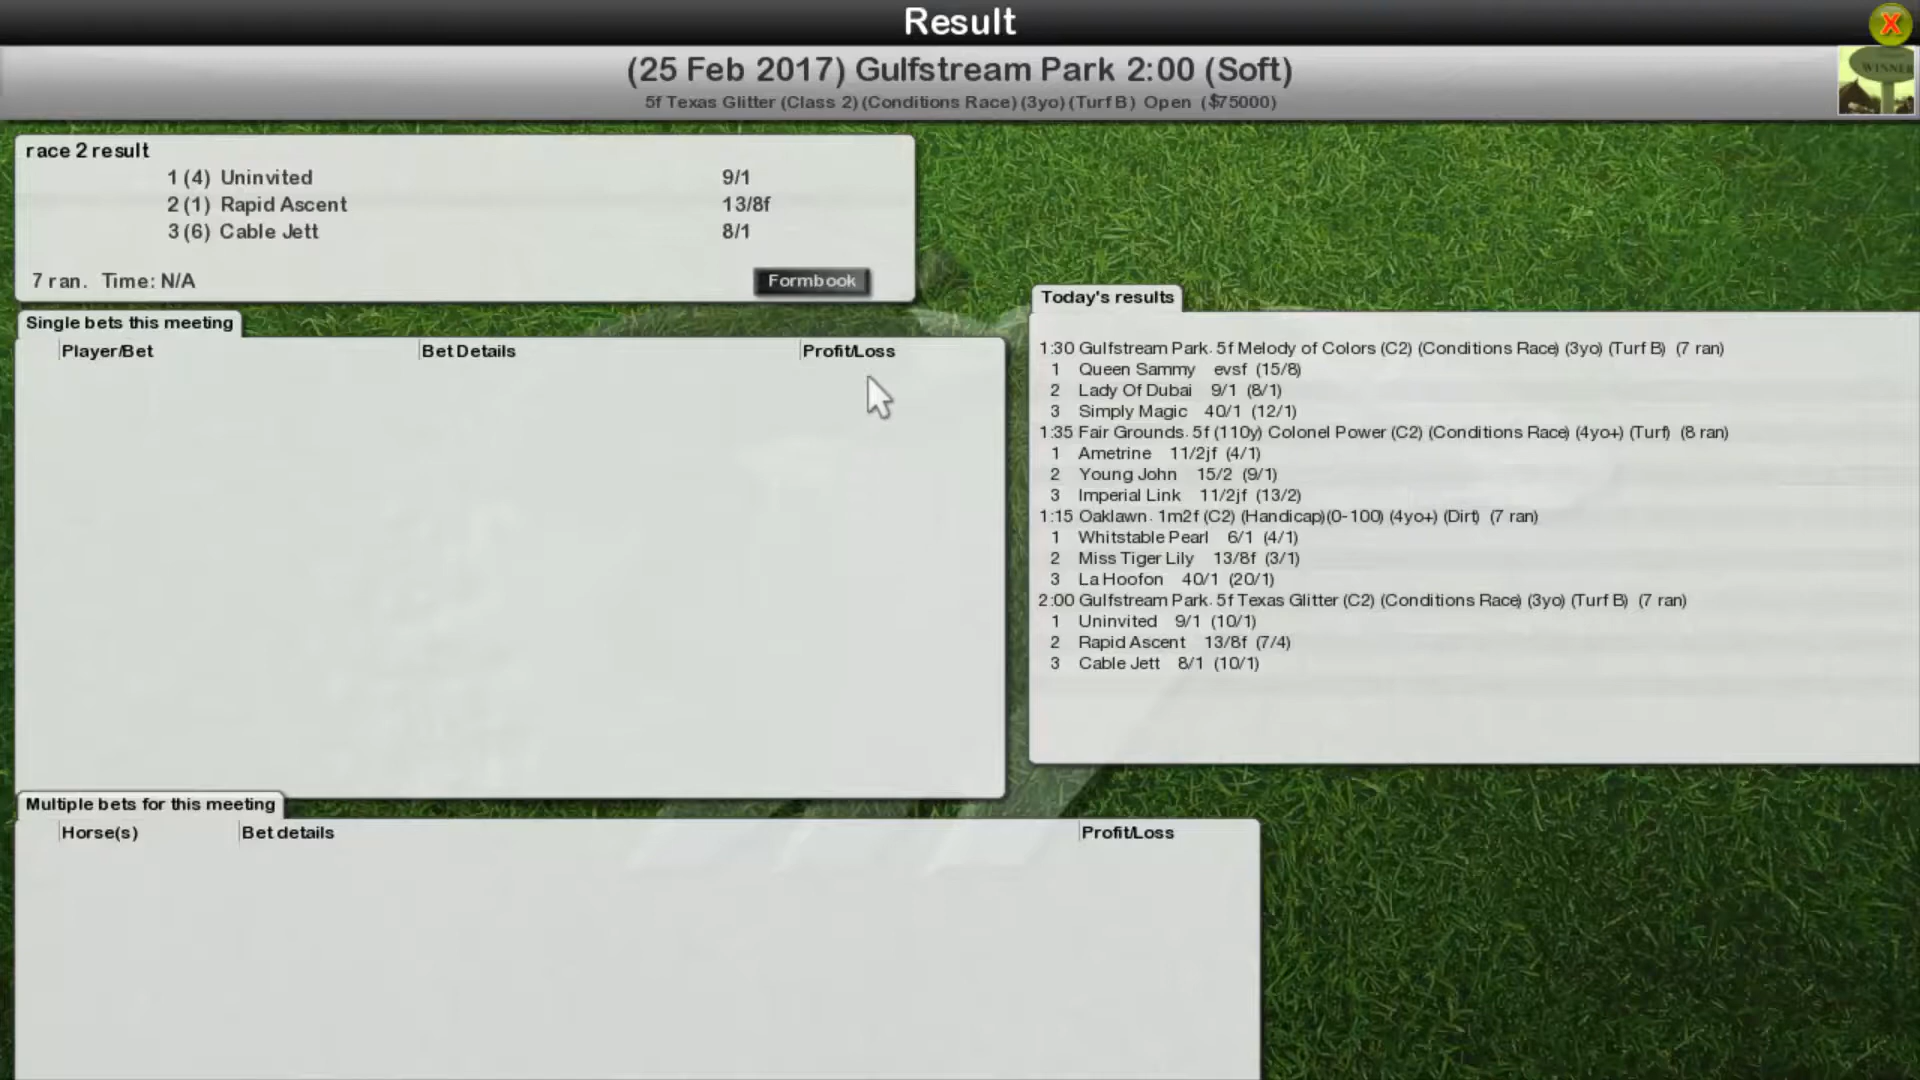 Result
X
(25 Feb 2017) Gulfstream Park 2:00 (Soft)
5f Texas Glitter (Class 2) (Conditions Race) (3yo) (Turf B) Open ($75000)
WINNER
race 2 result
1 (4) Uninvited 9/1
2 (1) Rapid Ascent 13/8f
3 (6) Cable Jett 8/1
7 ran. Time: N/A
Formbook
Single bets this meeting
Player/Bet Bet Details Profit/Loss
Today's results
1:30 Gulfstream Park. 5f Melody of Colors (C2) (Conditions Race) (3yo) (Turf B) (7 ran)
1 Queen Sammy evsf (15/8)
2 Lady Of Dubai 9/1 (8/1)
3 Simply Magic 40/1 (12/1)
1:35 Fair Grounds. 5f (110y) Colonel Power (C2) (Conditions Race) (4yo+) (Turf) (8 ran)
1 Ametrine 11/2jf (4/1)
2 Young John 15/2 (9/1)
3 Imperial Link 11/2jf (13/2)
1:15 Oaklawn. 1m2f (C2) (Handicap)(0-100) (4yo+) (Dirt) (7 ran)
1 Whitstable Pearl 6/1 (4/1)
2 Miss Tiger Lily 13/8f (3/1)
3 La Hoofon 40/1 (20/1)
2:00 Gulfstream Park. 5f Texas Glitter (C2) (Conditions Race) (3yo) (Turf B) (7 ran)
1 Uninvited 9/1 (10/1)
2 Rapid Ascent 13/8f (7/4)
3 Cable Jett 8/1 (10/1)
Multiple bets for this meeting
Horse(s) Bet details Profit/Loss